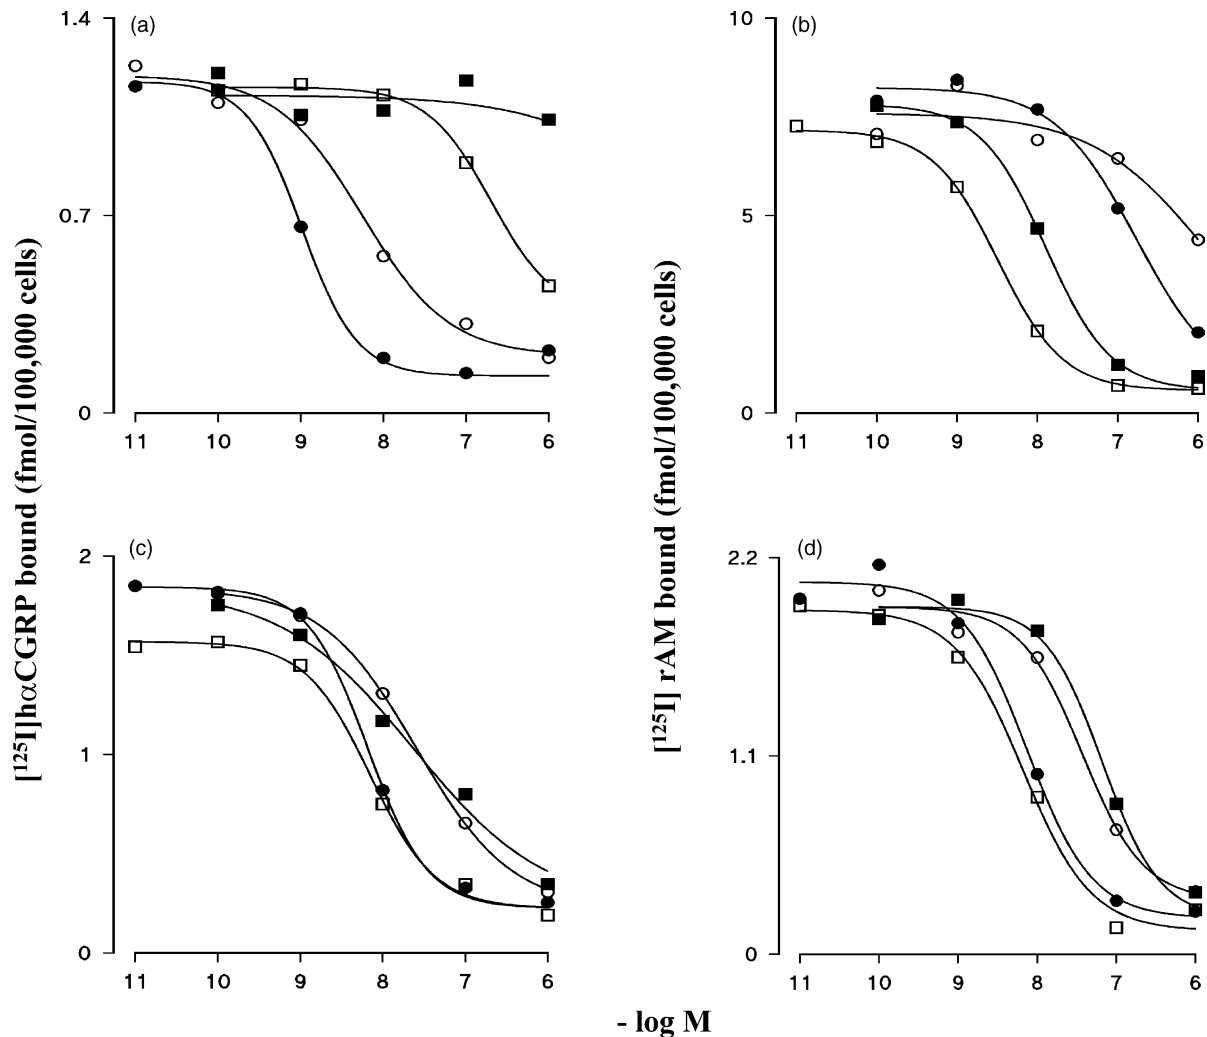 (a)
1.4
0.7
0
11 10 9 8 7 6
(b)
10
5
0
11 10 9 8 7 6
[¹²⁵I]hαCGRP bound (fmol/100,000 cells)
[¹²⁵I] rAM bound (fmol/100,000 cells)
(c)
2
1
0
11 10 9 8 7 6
(d)
2.2
1.1
0
11 10 9 8 7 6
- log M